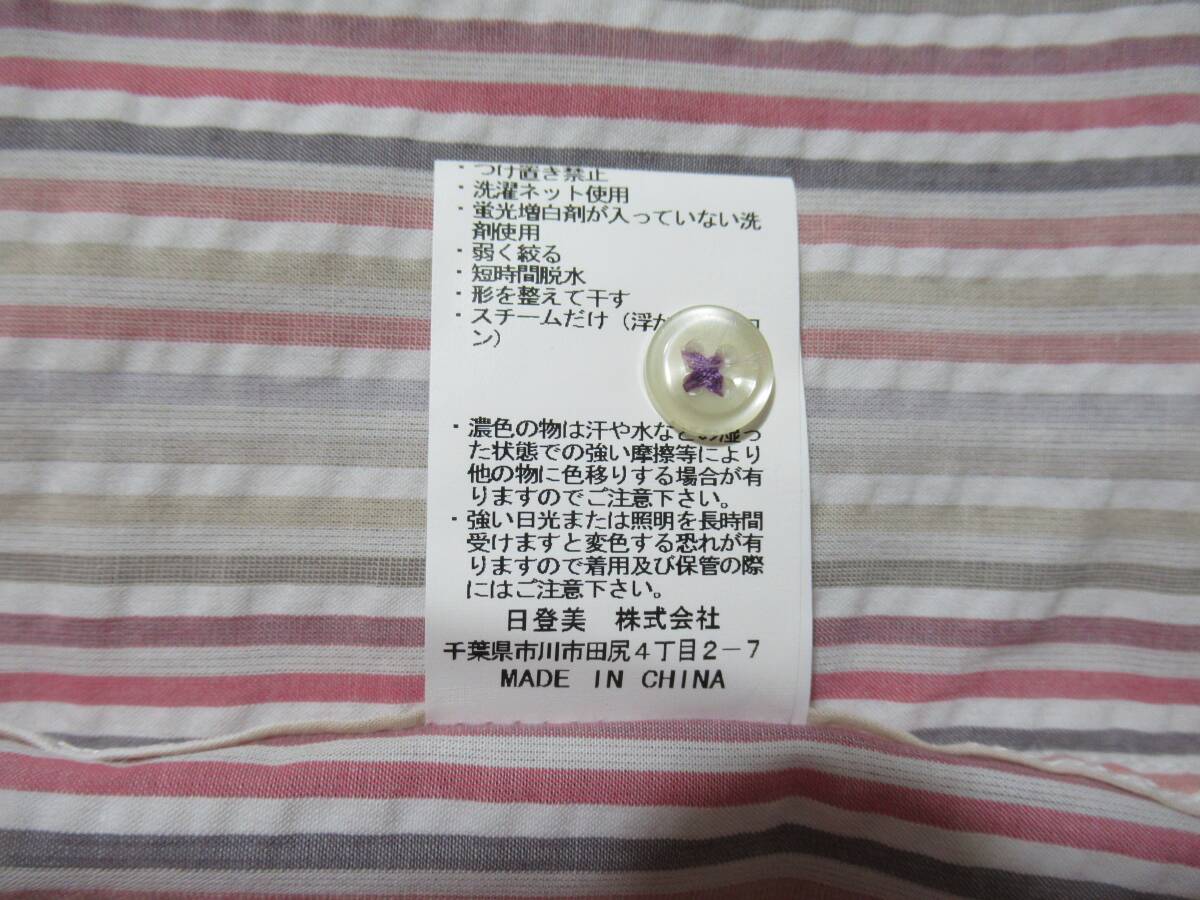 ・つけ置き禁止
・洗濯ネット使用
・蛍光増白剤が入っていない洗
剤使用
・弱く絞る
・短時間脱水
・形を整えて干す
・スチームだけ（浮か
ン）
・濃色の物は汗や水などの湿っ
た状態での強い摩擦等により
他の物に色移りする場合が有
りますのでご注意下さい。
・強い日光または照明を長時間
受けますと変色する恐れが有
りますので着用及び保管の際
にはご注意下さい。
日登美 株式会社
千葉県市川市田尻4丁目2-7
MADE IN CHINA